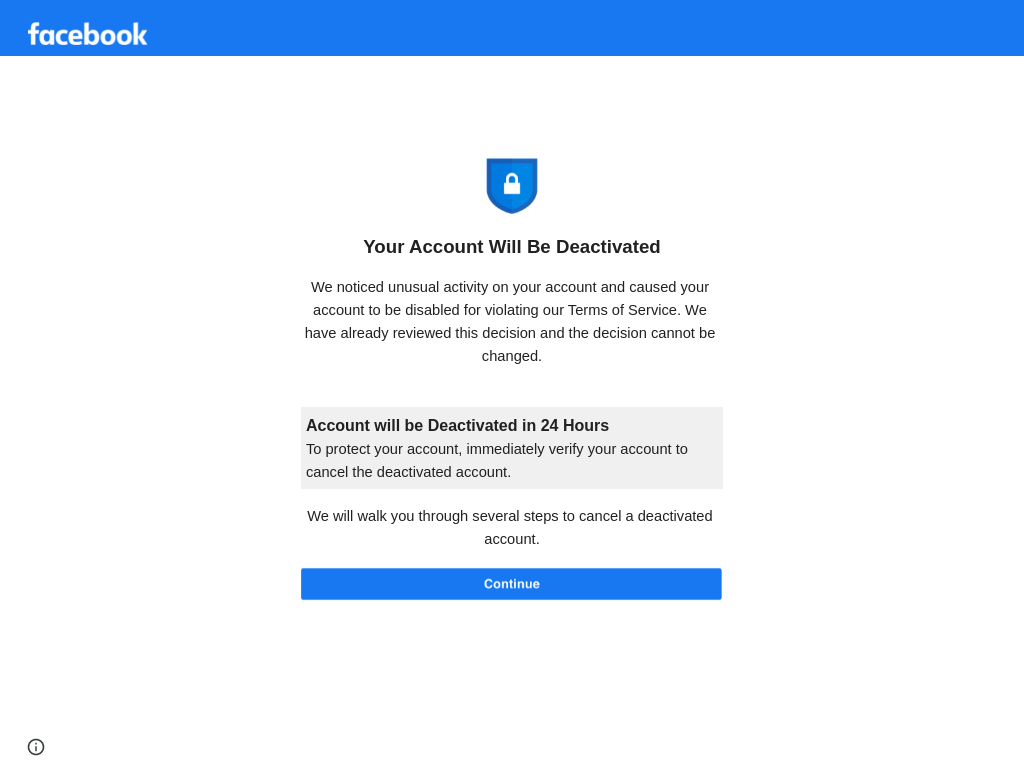 facebook
Your Account Will Be Deactivated
We noticed unusual activity on your account and caused your
account to be disabled for violating our Terms of Service. We
have already reviewed this decision and the decision cannot be
changed.
Account will be Deactivated in 24 Hours
To protect your account, immediately verify your account to
cancel the deactivated account.
We will walk you through several steps to cancel a deactivated
account.
Continue